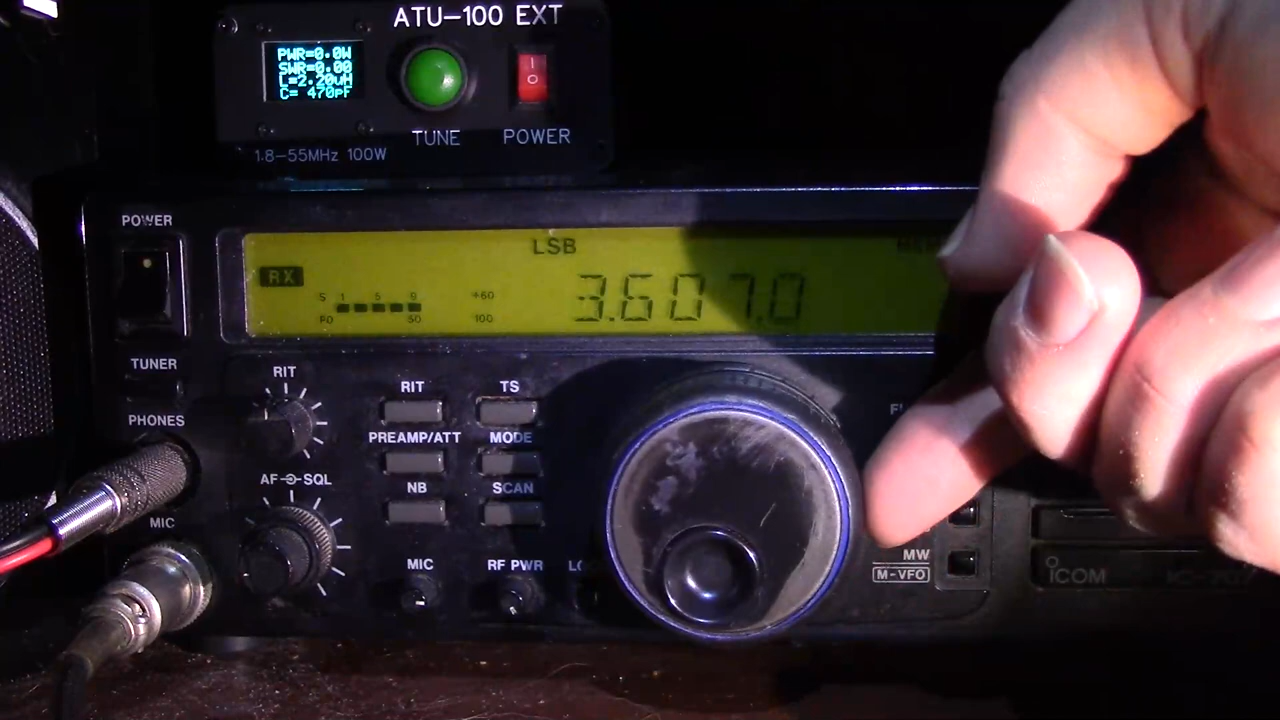 ATU-100 EXT
PWR=0.0W
SWR=0.00
L=2.20uH
C= 470pF
I
O
TUNE
POWER
1.8-55MHz 100W
POWER
LSB
RX
3.607.0
S 1 5 9 +60
PO 50 100
TUNER
RIT
RIT
TS
PHONES
PREAMP/ATT
MODE
AF SQL
NB
SCAN
MIC
MIC
RF PWR
MW
M-VFO
ICOM